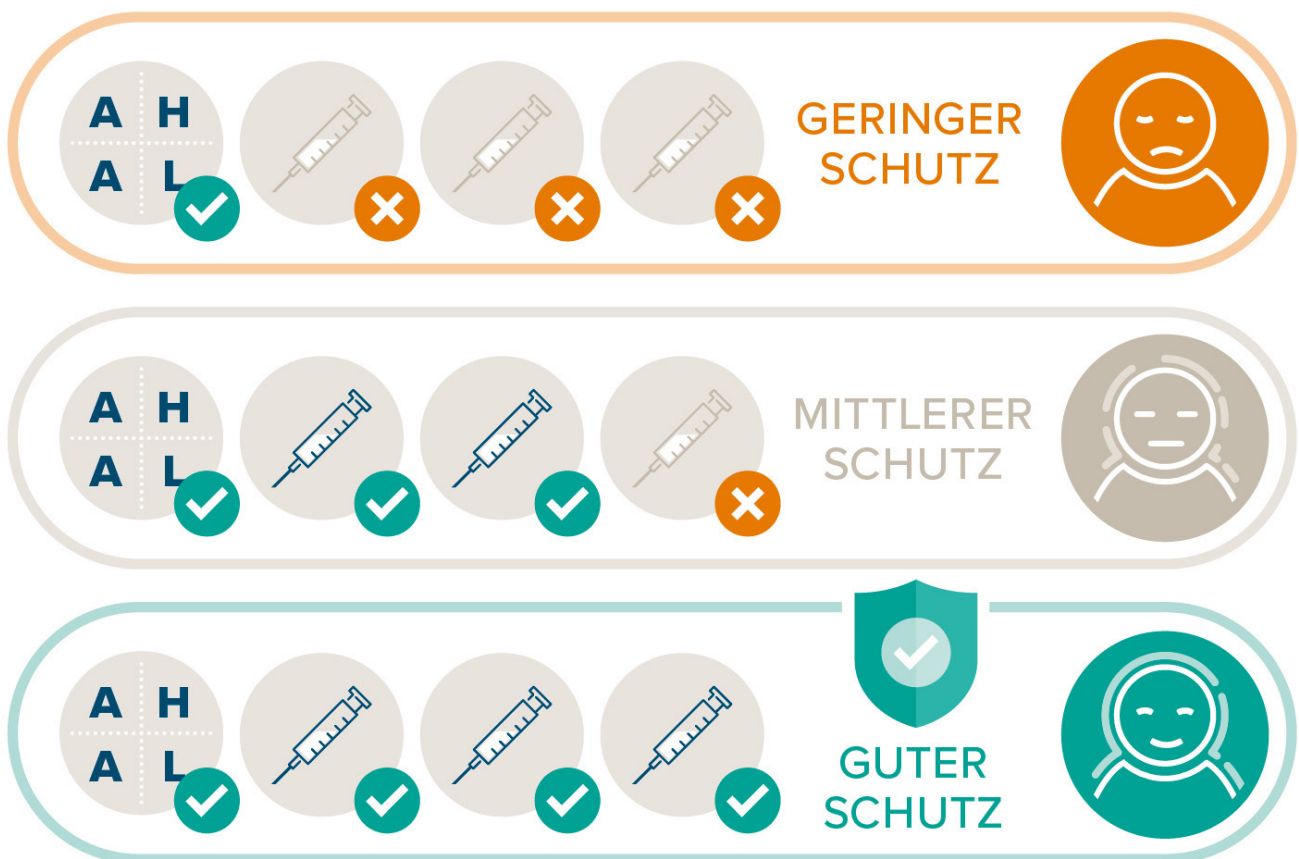 A H
A L
GERINGER
SCHUTZ
A H
A L
MITTLERER
SCHUTZ
A H
A L
GUTER
SCHUTZ